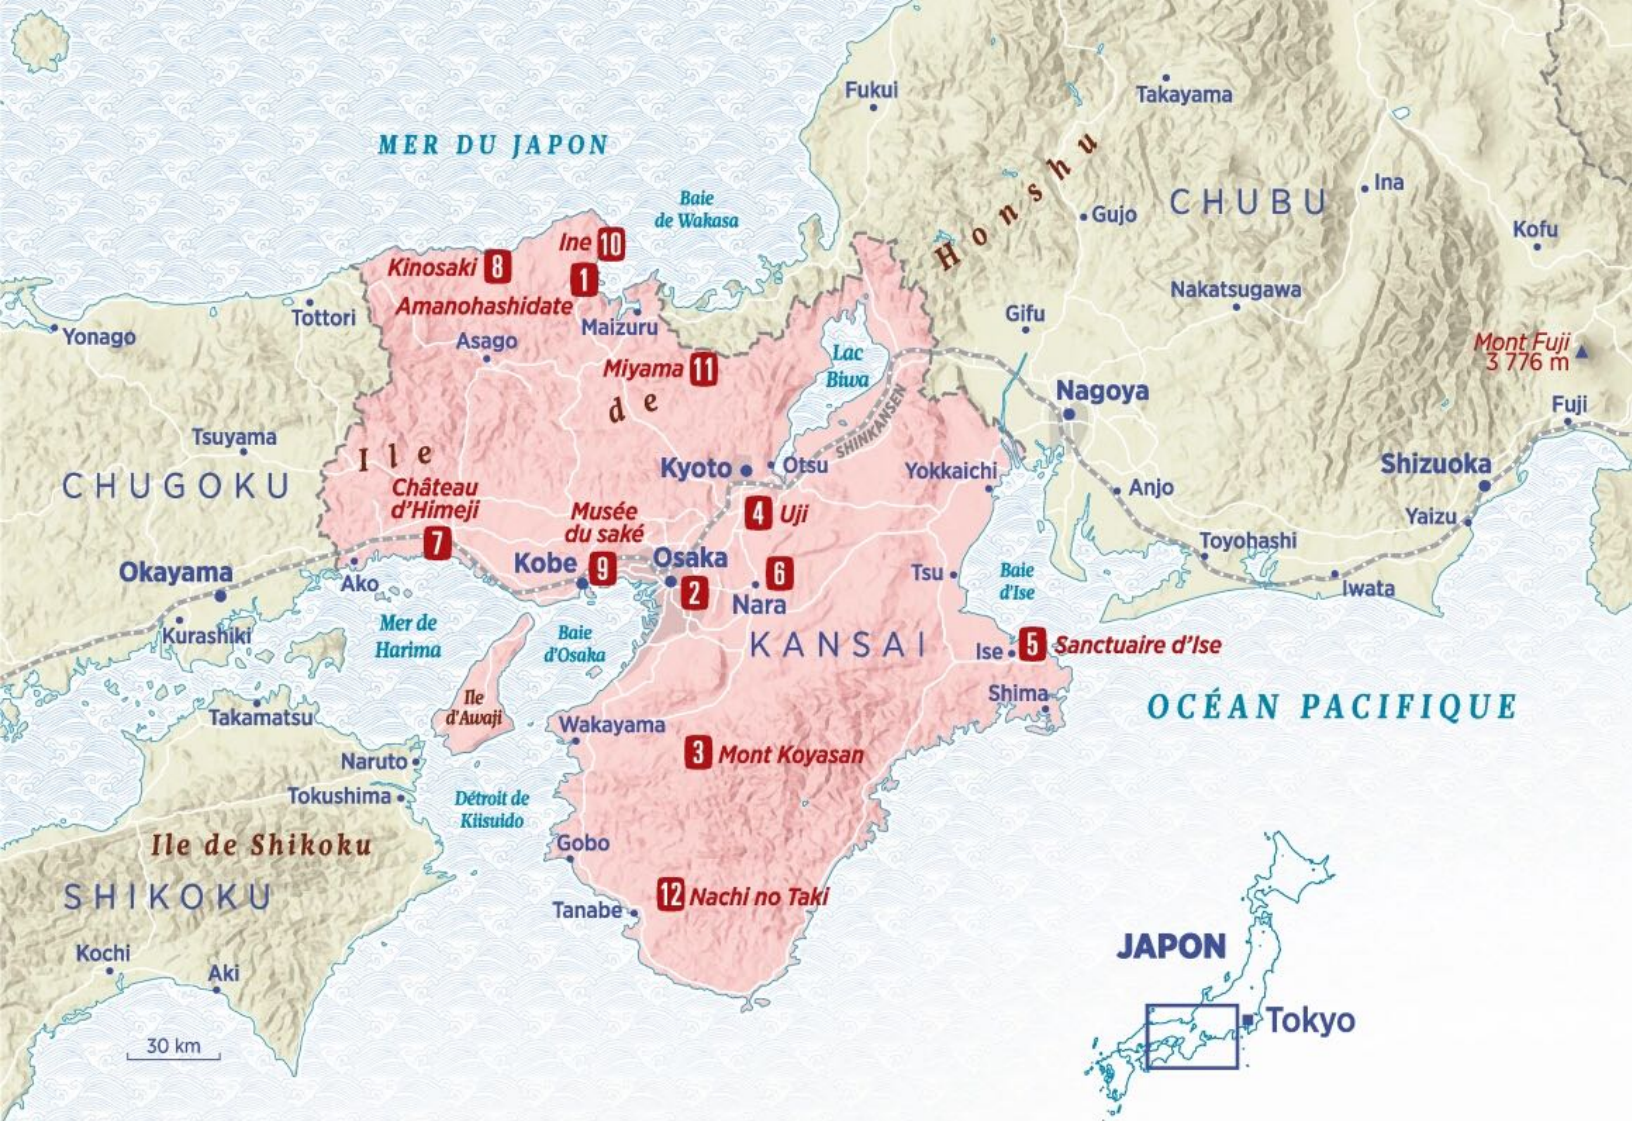 Fukui
Takayama
MER DU JAPON
Honshu
Baie
de Wakasa
Gujo
CHUBU
Ina
Kofu
Ine 10
Kinosaki 8
1
Amanohashidate
Maizuru
Tottori
Yonago
Asago
Gifu
Nakatsugawa
Mont Fuji
3 776 m
Lac
Biwa
Miyama 11
de
Nagoya
Fuji
SHINKANSEN
Tsuyama
Ile
CHUGOKU
Kyoto
Otsu
Yokkaichi
Anjo
Shizuoka
Yaizu
Château
d'Himeji
7
Musée
du saké
9
4 Uji
Toyohashi
Iwata
Okayama
Kobe
Osaka
2
6
Nara
Tsu
Baie
d'Ise
Ako
Kurashiki
Mer de
Harima
Baie
d'Osaka
KANSAI
Ise
5 Sanctuaire d'Ise
Shima
Ile
d'Awaji
OCÉAN PACIFIQUE
Takamatsu
Wakayama
Naruto
3 Mont Koyasan
Tokushima
Détroit de
Kiisuido
Ile de Shikoku
Gobo
SHIKOKU
12 Nachi no Taki
Tanabe
Kochi
Aki
30 km
JAPON
Tokyo